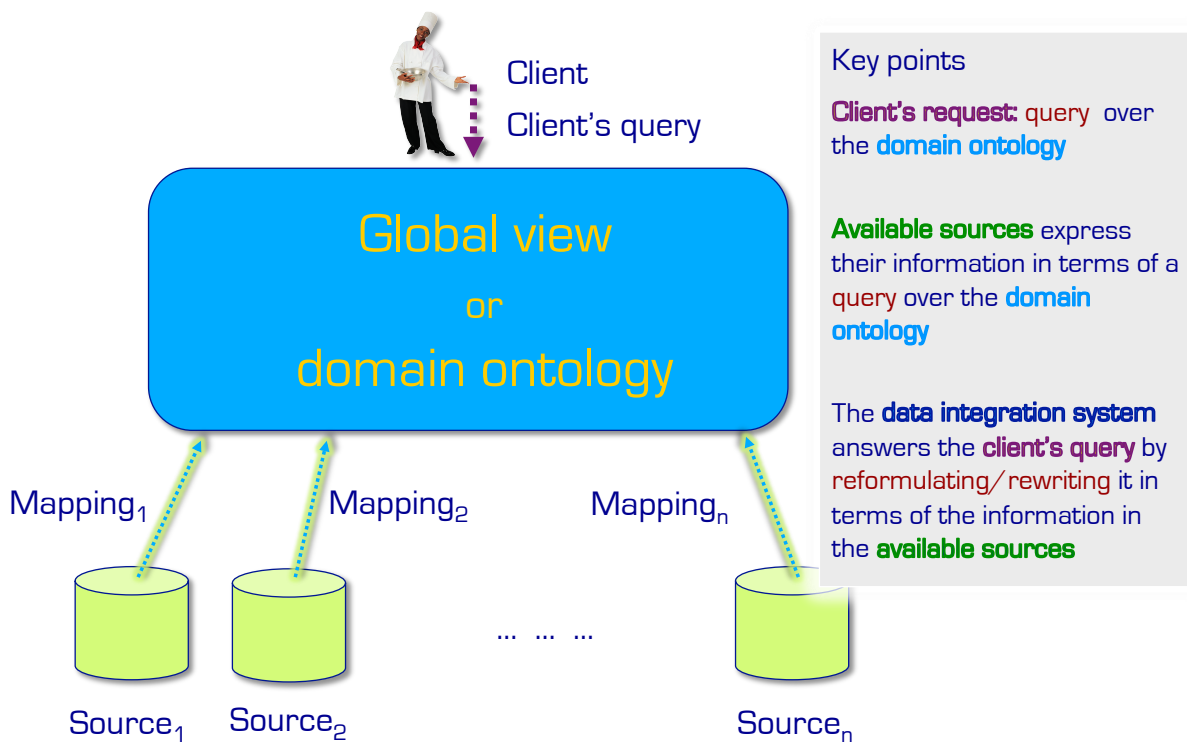 Client
Client's query
Global view
or
domain ontology
Mapping₁
Mapping₂
Mappingₙ
... ... ...
Source₁
Source₂
Sourceₙ
Key points
Client's request: query over
the domain ontology
Available sources express
their information in terms of a
query over the domain
ontology
The data integration system
answers the client's query by
reformulating/rewriting it in
terms of the information in
the available sources